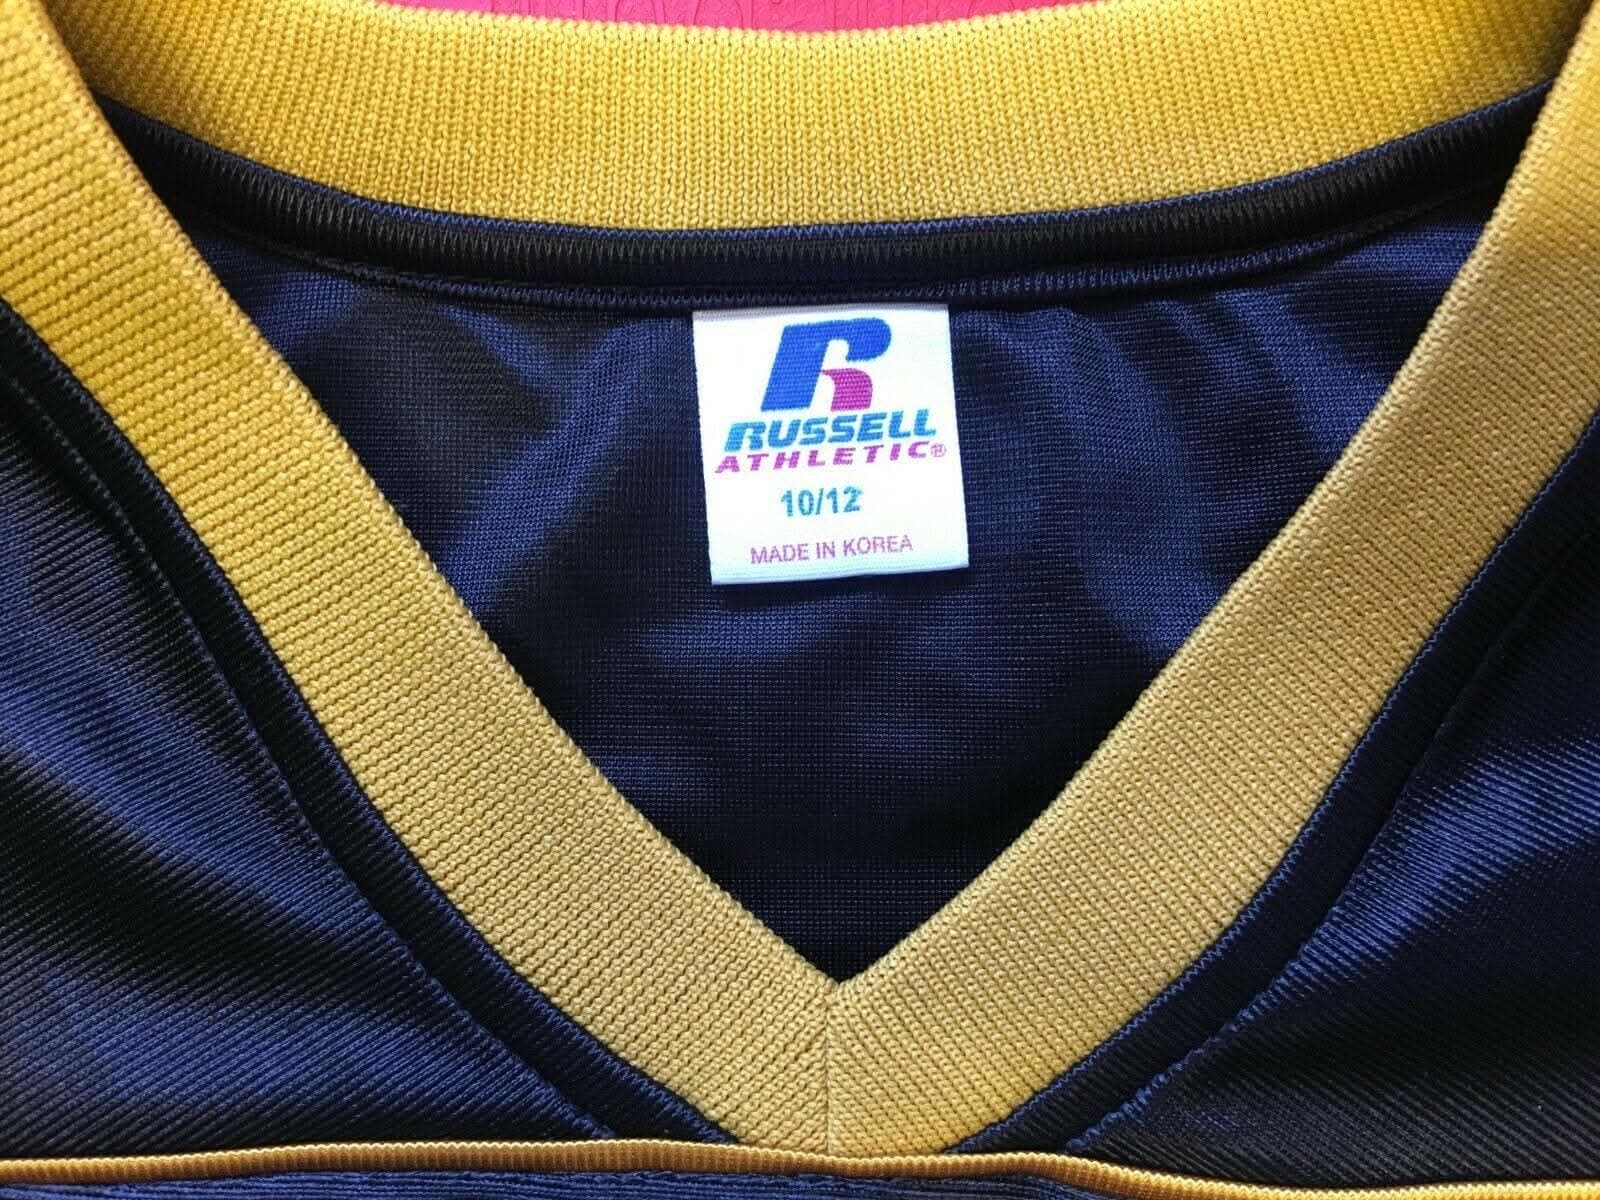 R
RUSSELL
ATHLETIC®
10/12
MADE IN KOREA